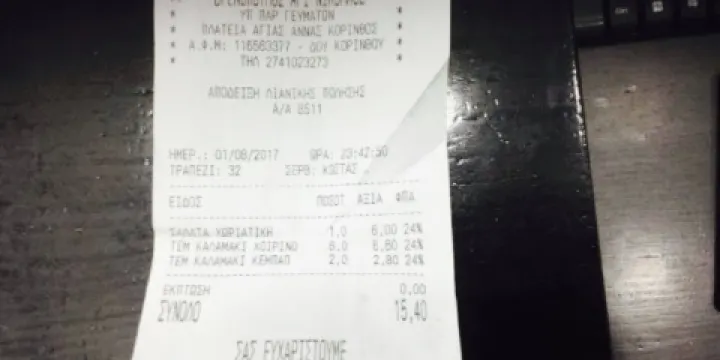 ΥΠ ΠΑΡ ΓΕΥΜΑΤΩΝ
* ΠΛΑΤΕΙΑ ΑΓΙΑΣ ΑΝΝΑΣ ΚΟΡΙΝΘΟΣ *
* Α.Φ.Μ: 116563377 - ΔΟΥ ΚΟΡΙΝΘΟΥ *
* ΤΗΛ 2741023273 *
ΑΠΟΔΕΙΞΗ ΛΙΑΝΙΚΗΣ ΠΩΛΗΣΗΣ
Α/Α 8511
ΗΜΕΡ.: 01/08/2017 ΩΡΑ: 23:42:50
ΤΡΑΠΕΖΙ: 32 ΣΕΡΒ: ΚΩΣΤΑΣ
ΕΙΔΟΣ ΠΟΣΟΤ ΑΞΙΑ ΦΠΑ
ΣΑΛΑΤΑ ΧΩΡΙΑΤΙΚΗ 1,0 6,00 24%
ΤΕΜ ΚΑΛΑΜΑΚΙ ΧΟΙΡΙΝΟ 6,0 6,60 24%
ΤΕΜ ΚΑΛΑΜΑΚΙ ΚΕΜΠΑΠ 2,0 2,80 24%
ΕΚΠΤΩΣΗ 0,00
ΣΥΝΟΛΟ 15,40
ΣΑΣ ΕΥΧΑΡΙΣΤΟΥΜΕ